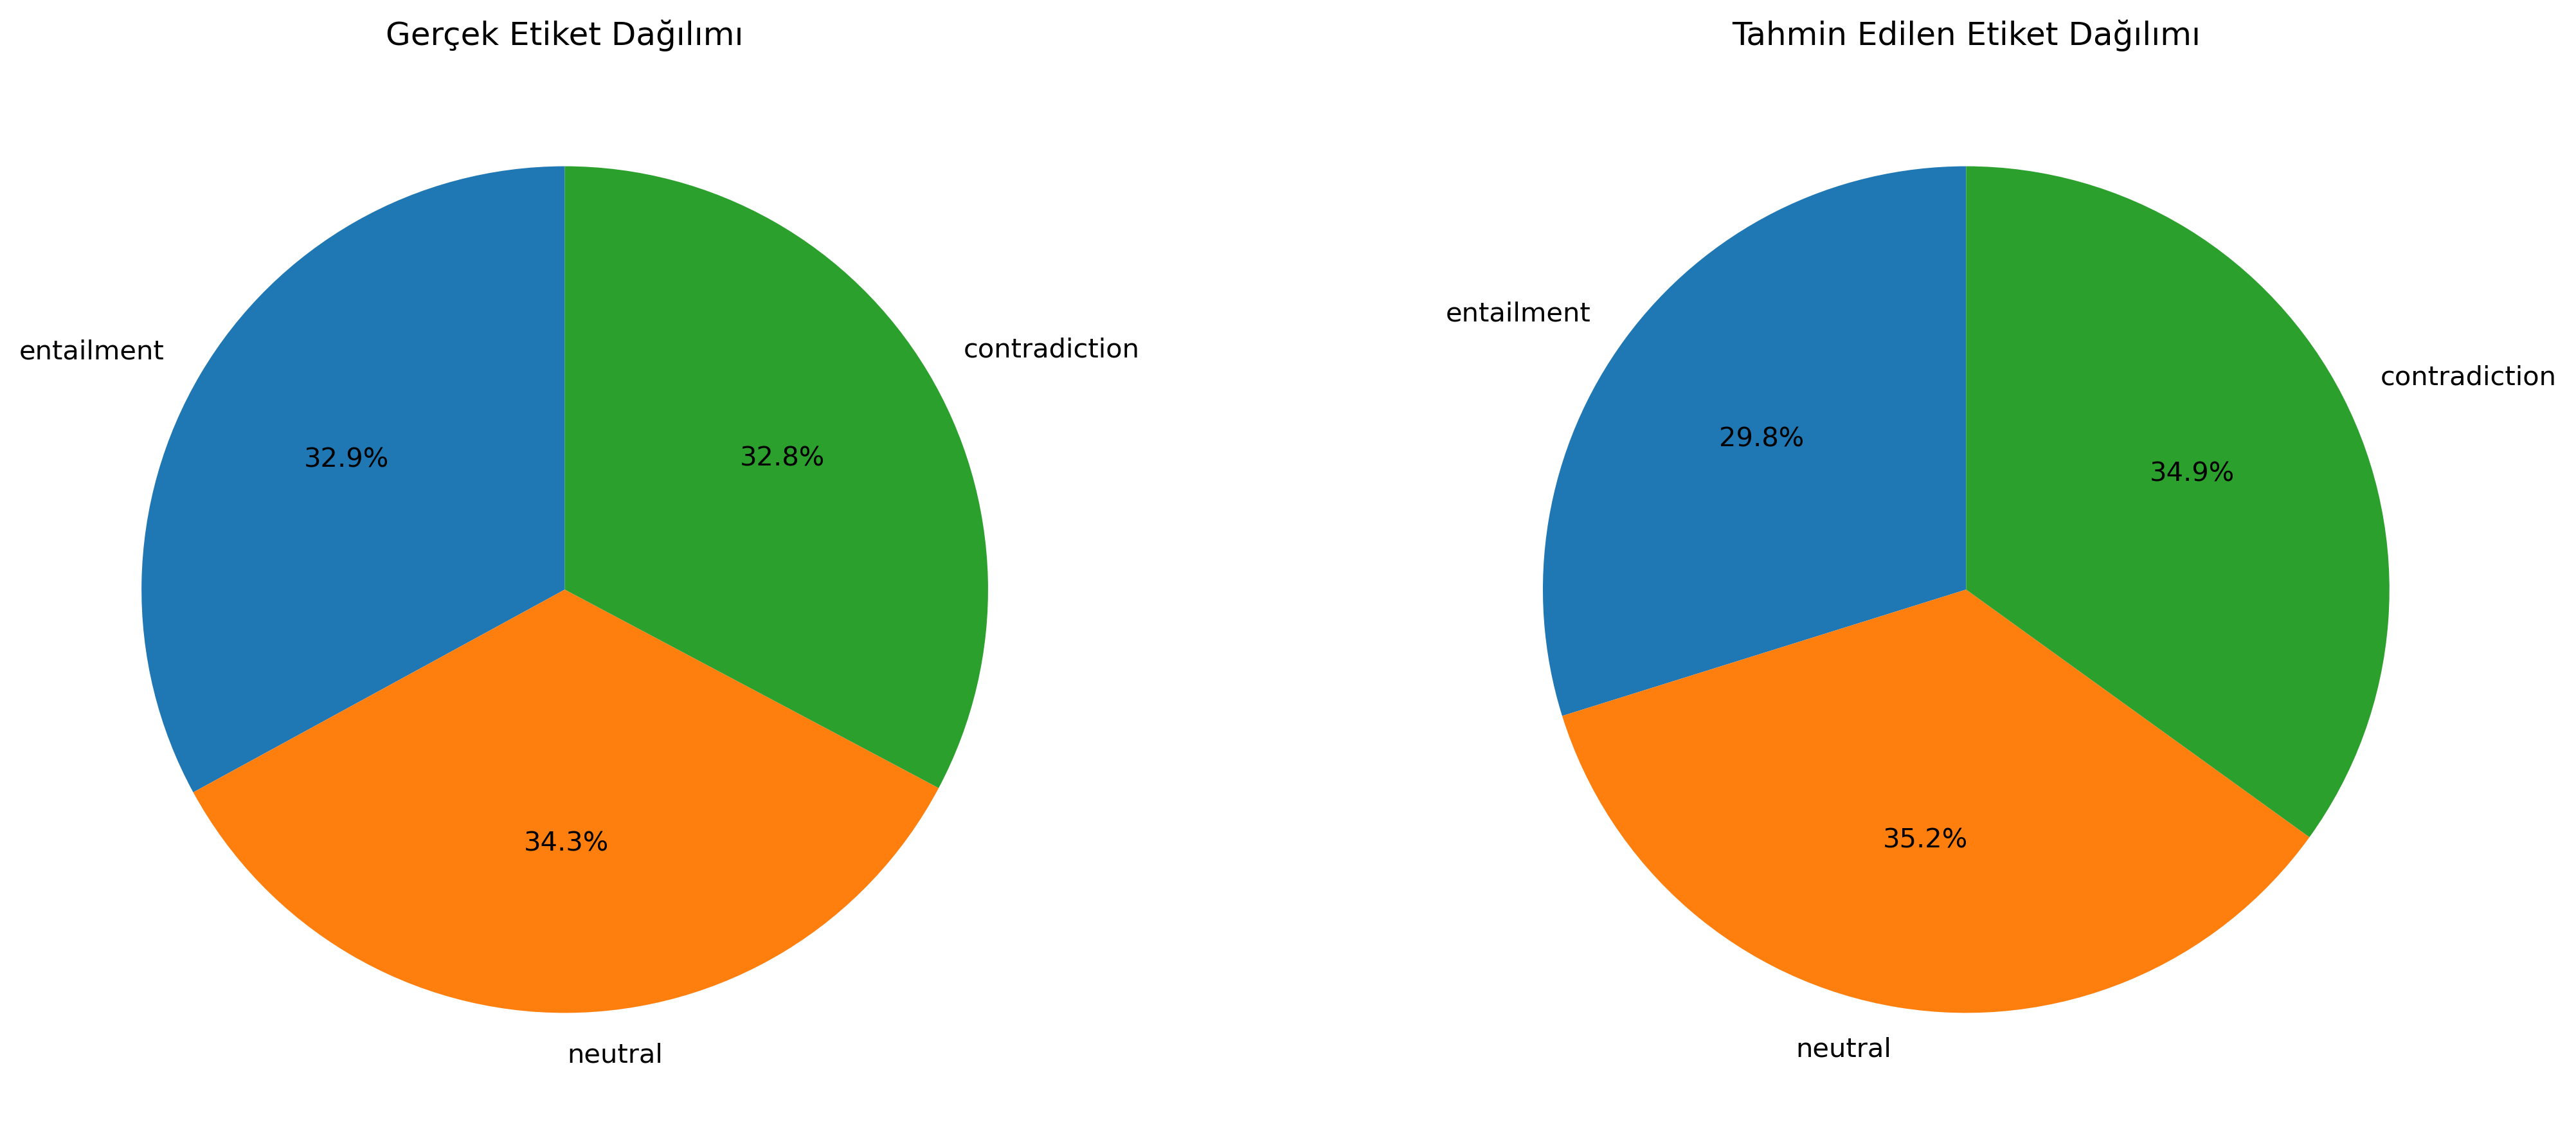 Gerçek Etiket Dağılımı
entailment
contradiction
32.9%
32.8%
34.3%
neutral
Tahmin Edilen Etiket Dağılımı
entailment
contradiction
29.8%
34.9%
35.2%
neutral